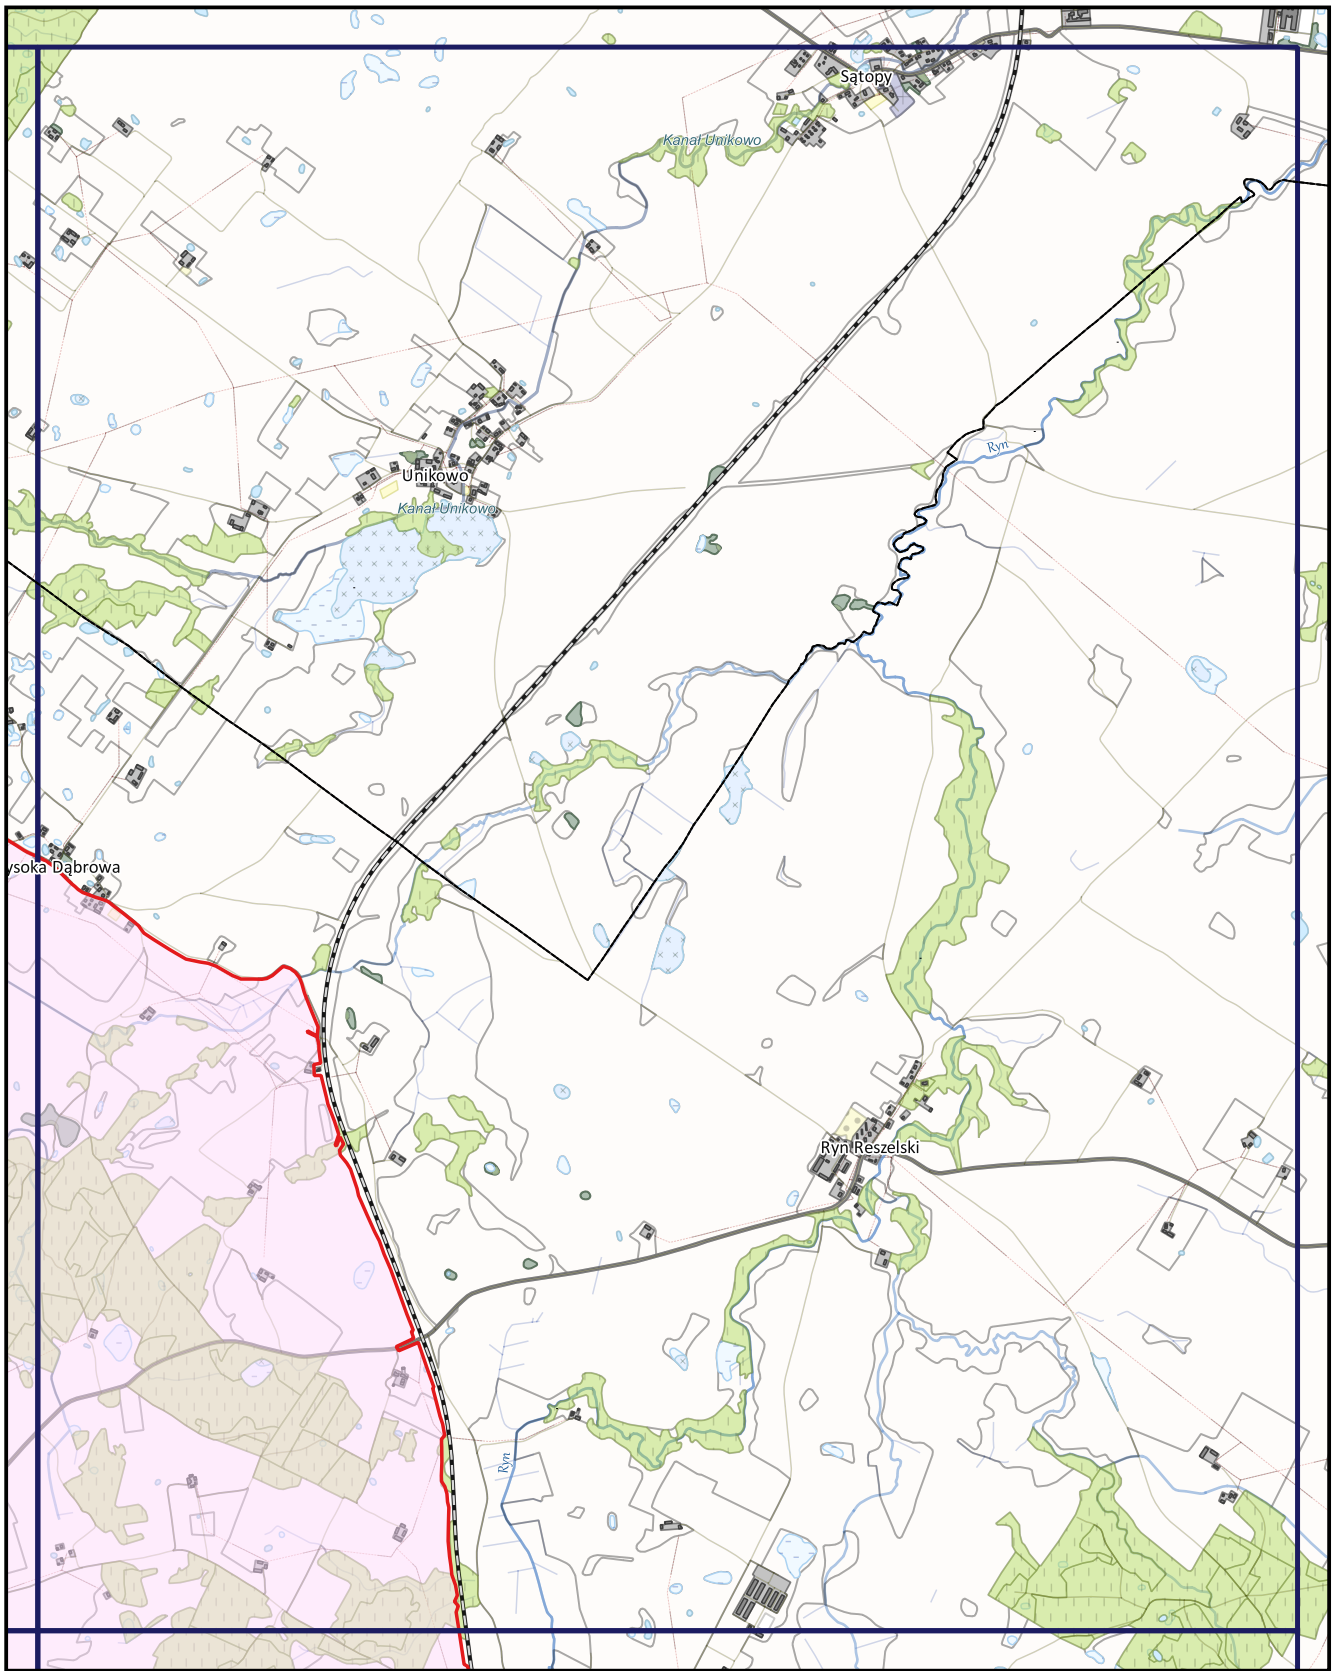 Sątopy
Kanał Unikowo
Ryn
Unikowo
Kanał Unikowo
ysoka Dąbrowa
Ryn Reszelski
Ryn